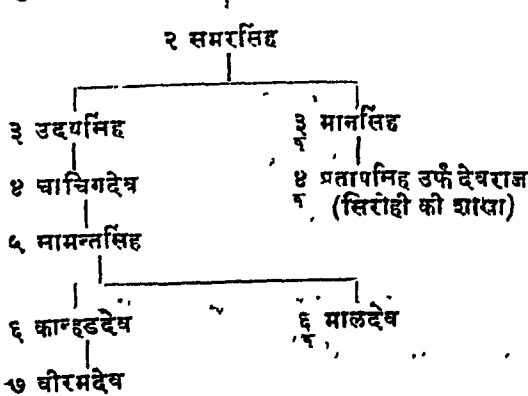 २ समरसिंह
३ उदयसिंह
३ मानसिंह
व
४ चाचिगदेव
४ प्रतापसिंह उर्फ देवराज
व (सिरोही की शाखा)
५ सामन्तसिंह
६ कान्हडदेव
६ मालदेव
व
७ वीरमदेव